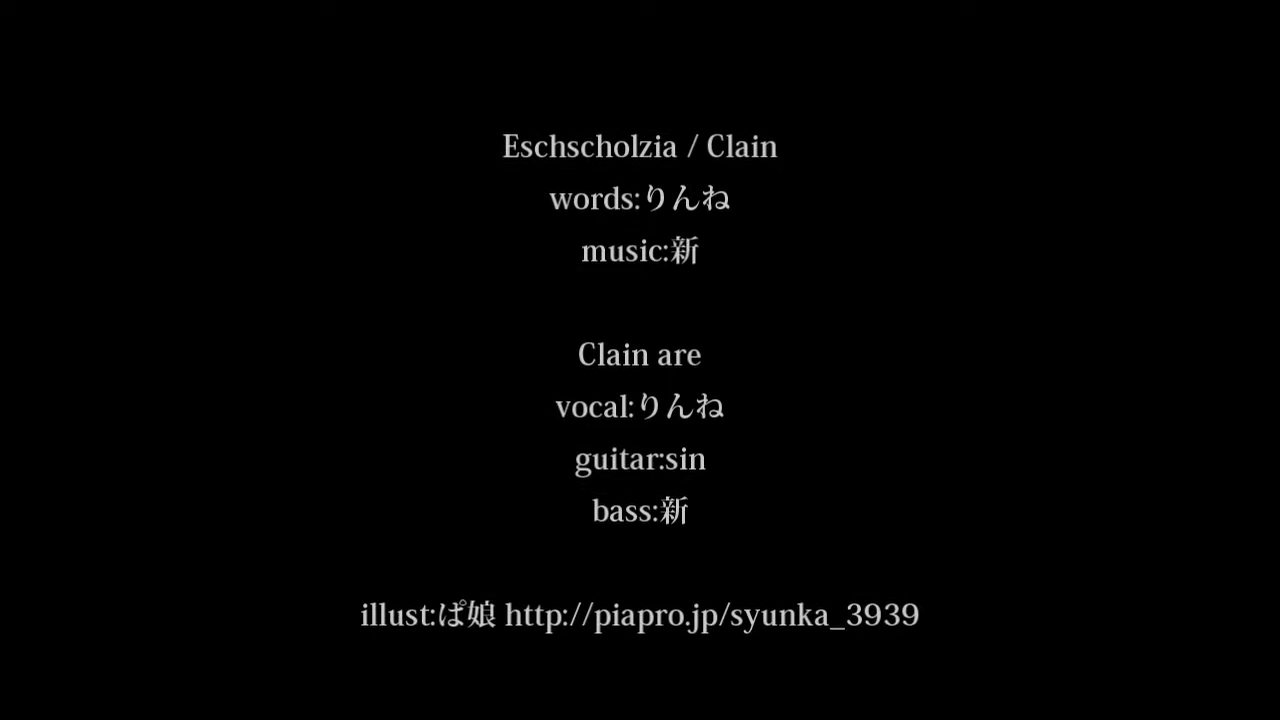 Eschscholzia / Clain
words:りんね
music:新
Clain are
vocal:りんね
guitar:sin
bass:新
illust:ぱ娘 http://piapro.jp/syunka_3939